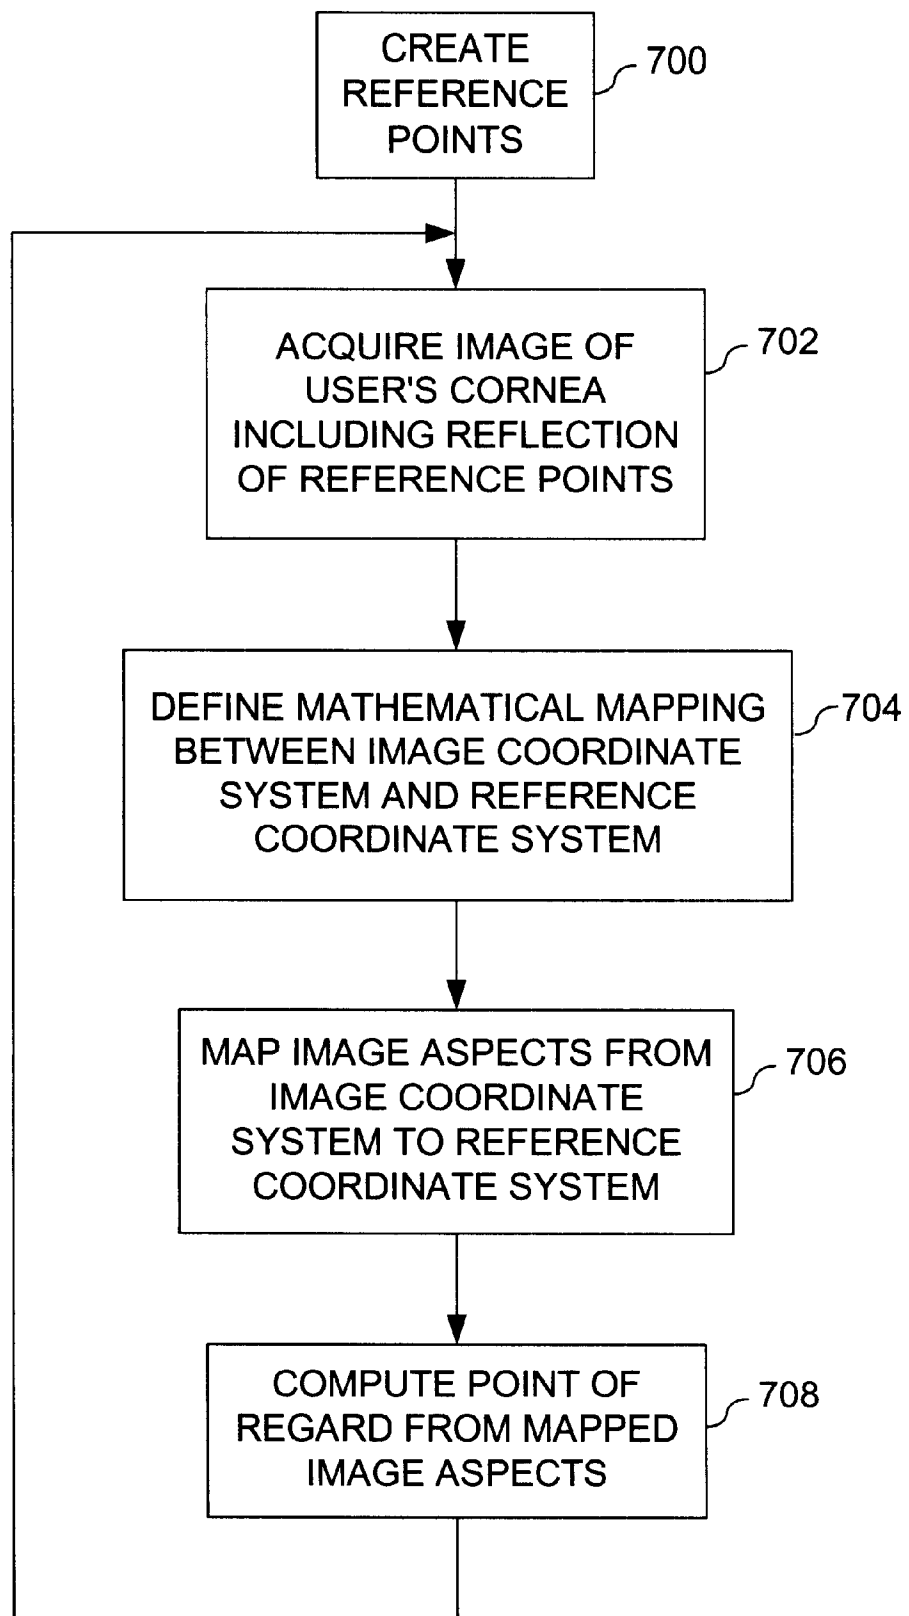 CREATE
REFERENCE
POINTS
700
ACQUIRE IMAGE OF
USER'S CORNEA
INCLUDING REFLECTION
OF REFERENCE POINTS
702
DEFINE MATHEMATICAL MAPPING
BETWEEN IMAGE COORDINATE
SYSTEM AND REFERENCE
COORDINATE SYSTEM
704
MAP IMAGE ASPECTS FROM
IMAGE COORDINATE
SYSTEM TO REFERENCE
COORDINATE SYSTEM
706
COMPUTE POINT OF
REGARD FROM MAPPED
IMAGE ASPECTS
708